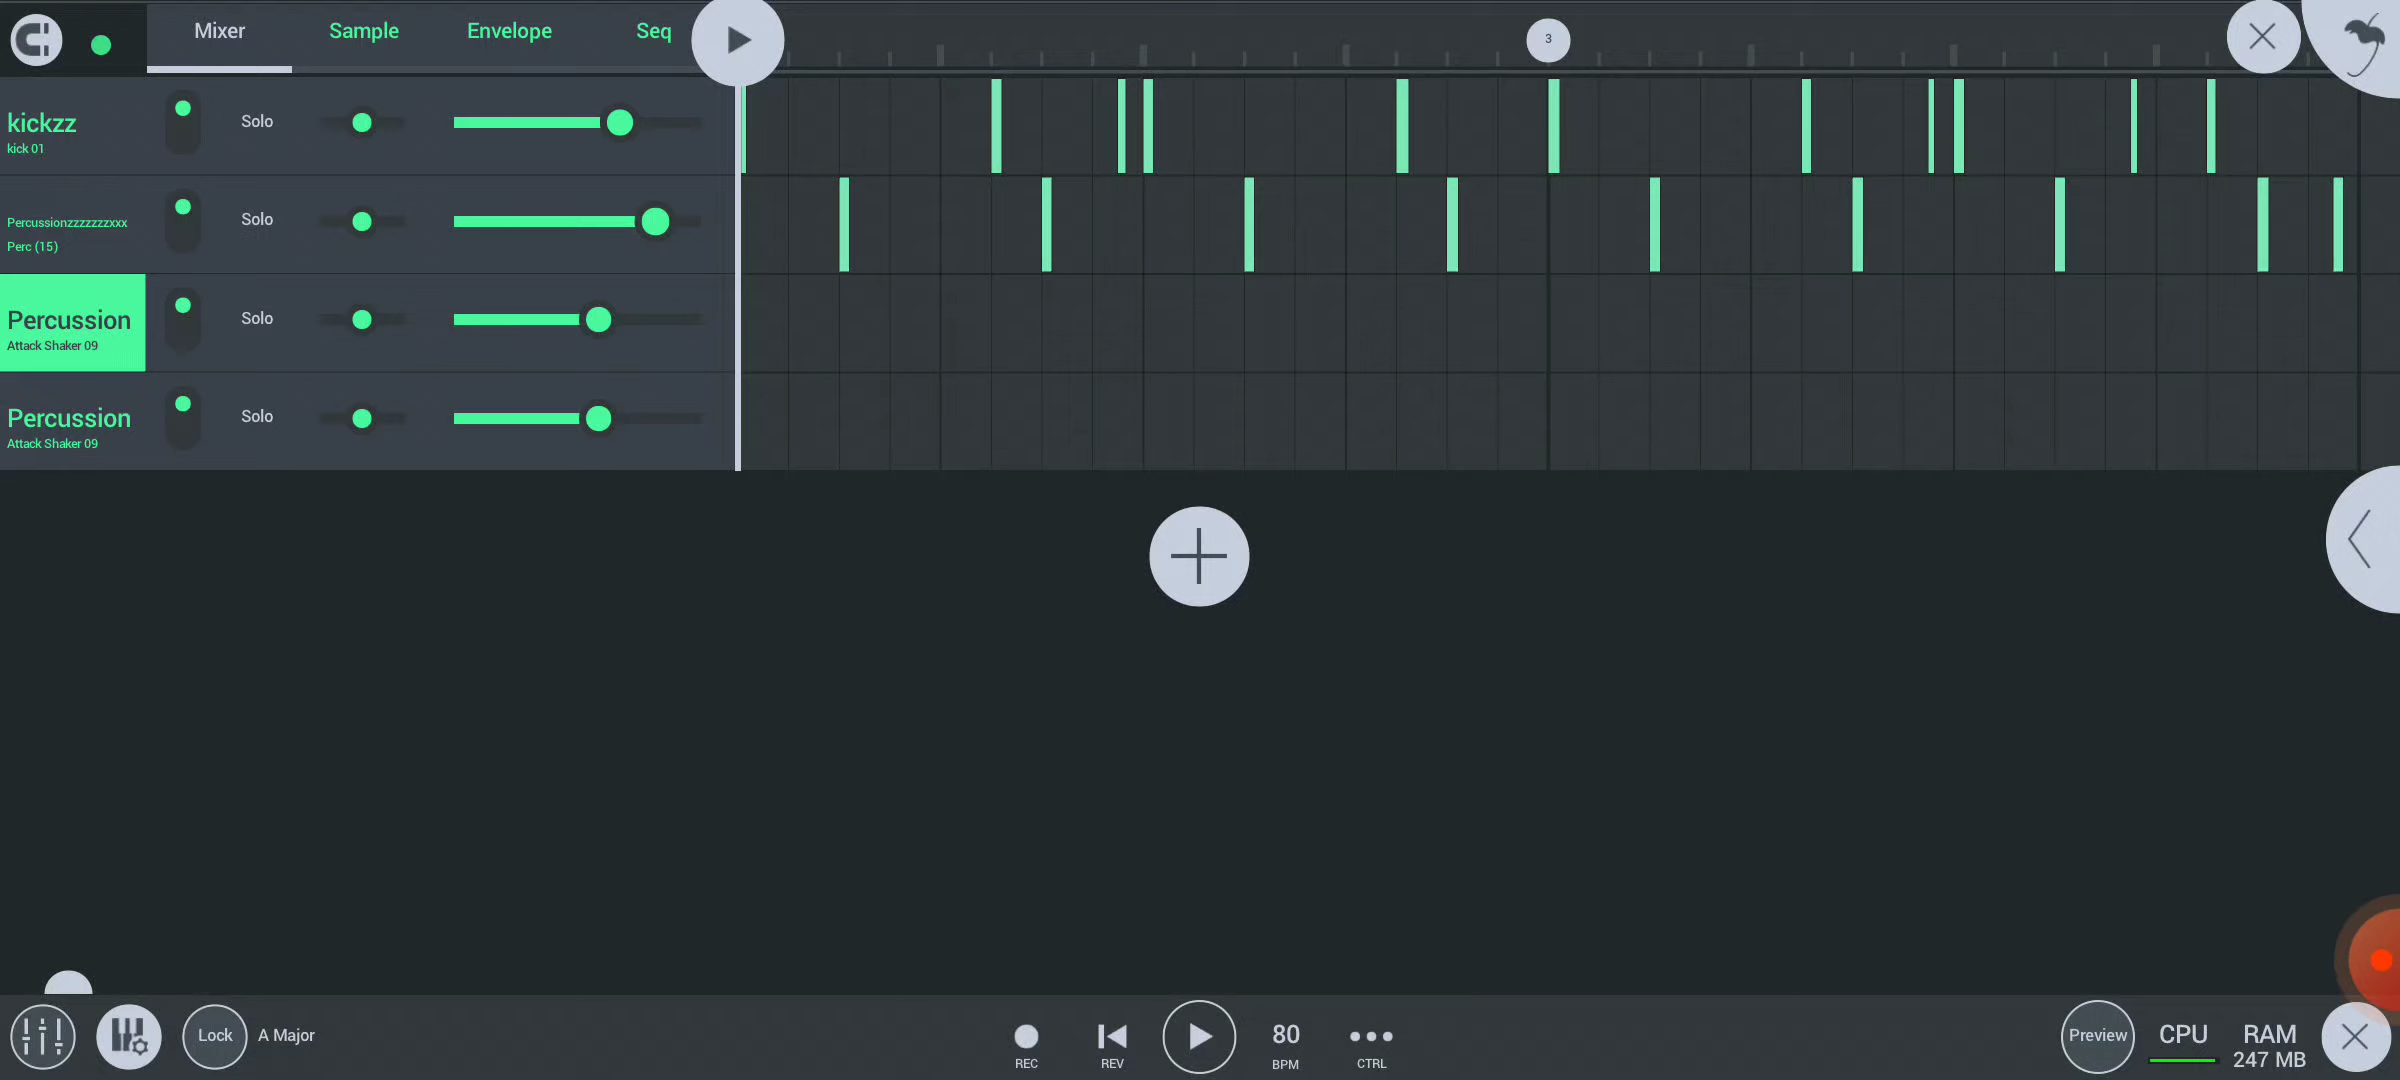 Mixer Sample Envelope Seq 3
kickzz
kick 01
Solo
Percussionzzzzzzzxxx
Perc (15)
Solo
Percussion
Attack Shaker 09
Solo
Percussion
Attack Shaker 09
Solo
Lock A Major
REC
REV
80
BPM
CTRL
Preview
CPU
RAM
247 MB